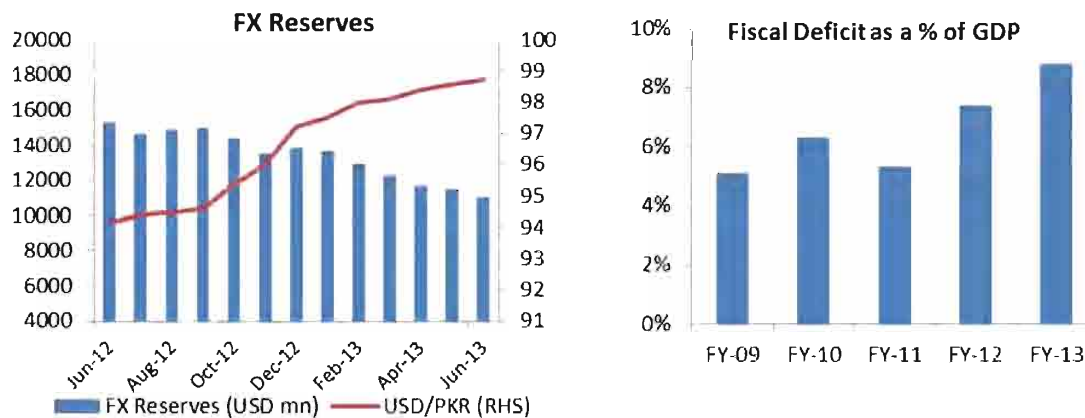 FX Reserves
20000
18000
16000
14000
12000
10000
8000
6000
4000
100
99
98
97
96
95
94
93
92
91
Jun-12
Aug-12
Oct-12
Dec-12
Feb-13
Apr-13
Jun-13
FX Reserves (USD mn)
USD/PKR (RHS)
Fiscal Deficit as a % of GDP
10%
8%
6%
4%
2%
0%
FY-09
FY-10
FY-11
FY-12
FY-13